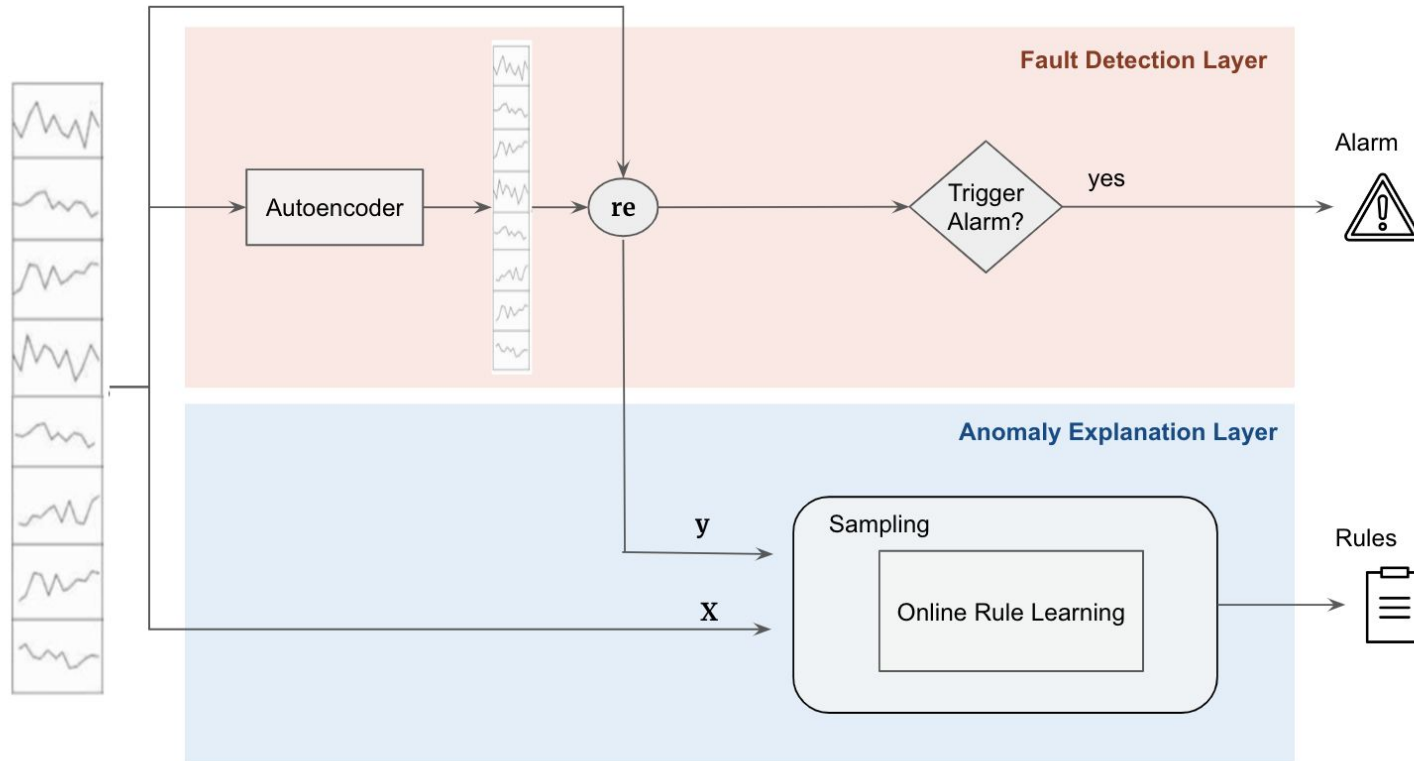 Fault Detection Layer
Alarm
Autoencoder
re
Trigger
Alarm?
yes
Anomaly Explanation Layer
y
Sampling
Rules
X
Online Rule Learning